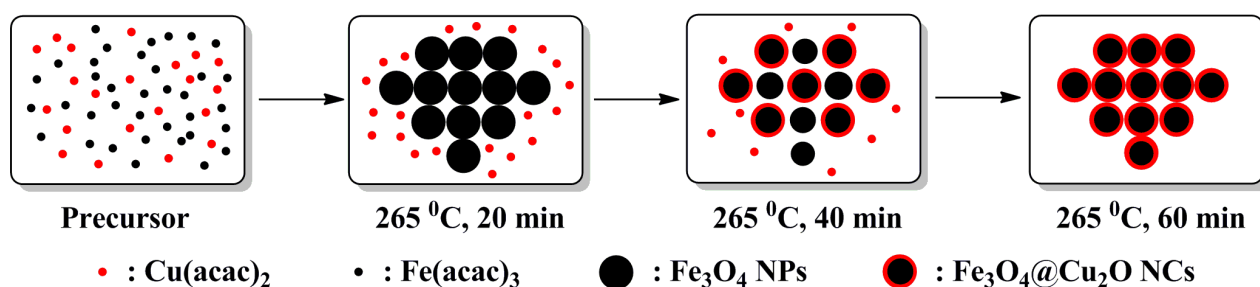 Precursor
265 ⁰C, 20 min
265 ⁰C, 40 min
265 ⁰C, 60 min
: Cu(acac)₂ : Fe(acac)₃ : Fe₃O₄ NPs : Fe₃O₄@Cu₂O NCs